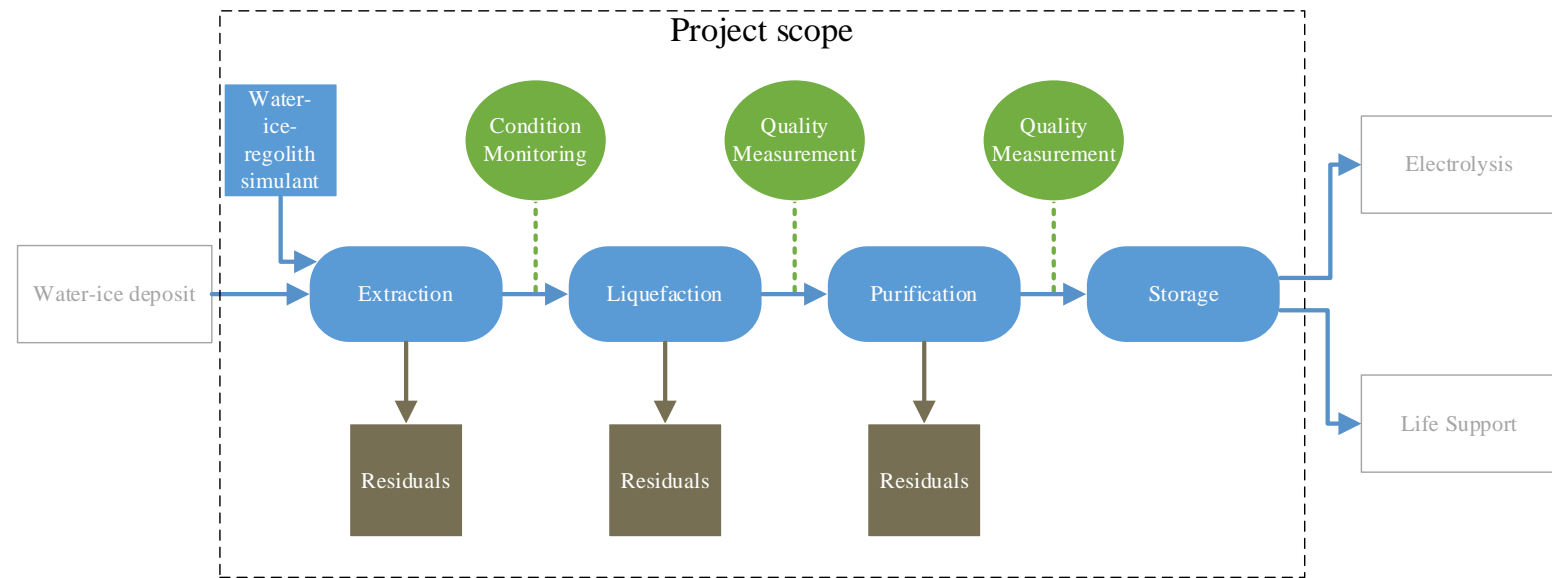 Project scope
Water-
ice-
regolith
simulant
Condition
Monitoring
Quality
Measurement
Quality
Measurement
Electrolysis
Water-ice deposit
Extraction
Liquefaction
Purification
Storage
Life Support
Residuals
Residuals
Residuals